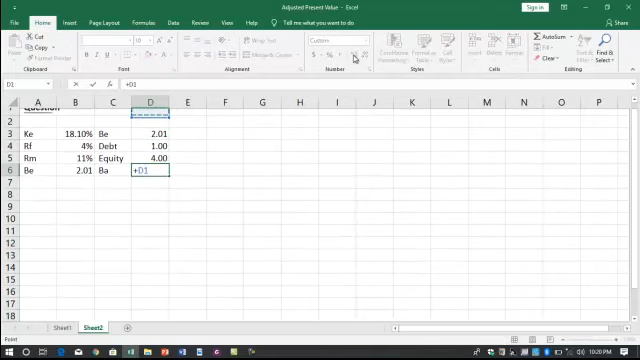 Adjusted Present Value - Excel
Sign in
File Home Insert Page Layout Formulas Data Review View Help Tell me what you want to do
Cut
Copy
Format Painter
Paste
Clipboard
10
B I U
Font
Wrap Text
Merge & Center
Alignment
Custom
$ %
Number
Conditional Formatting
Format as Table
Cell Styles
Styles
Insert Delete Format
Cells
AutoSum
Fill
Clear
Sort & Filter
Find & Select
Editing
D1 +D1
A B C D E F G H I J K L M N O P
1 Question
2
3 Ke 18.10% Be 2.01
4 Rf 4% Debt 1.00
5 Rm 11% Equity 4.00
6 Be 2.01 Ba +D1
7
8
9
10
11
12
13
14
15
16
17
18
Sheet1 Sheet2
Point
10:20 PM